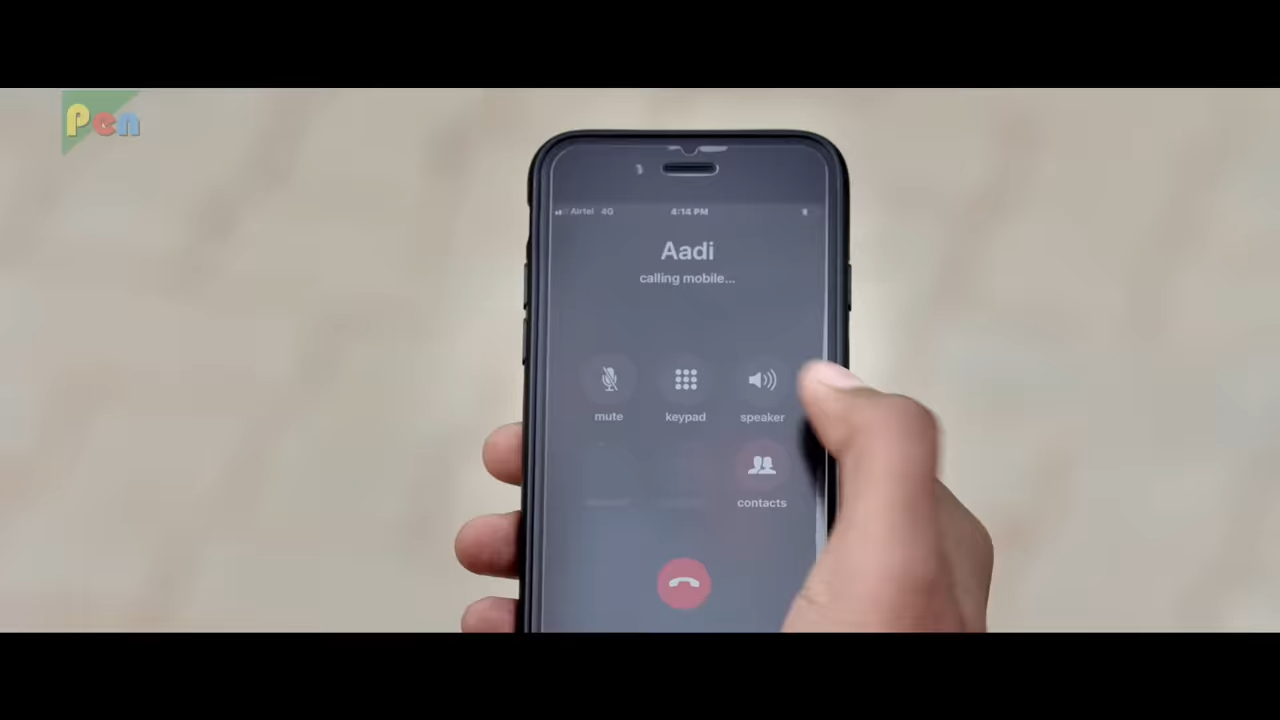 Pen
Airtel 4G
4:14 PM
Aadi
calling mobile...
mute
keypad
speaker
contacts